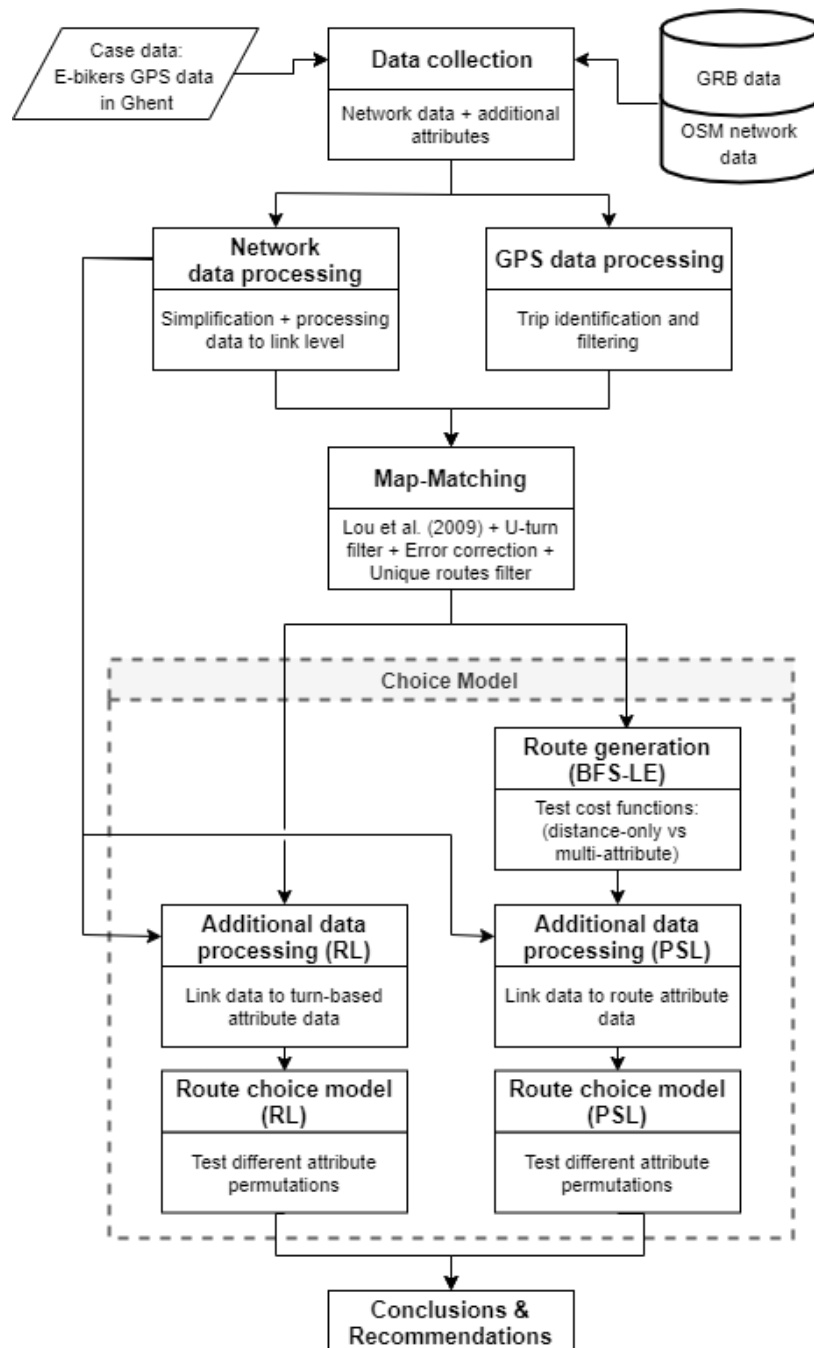 Case data:
E-bikers GPS data
in Ghent
Data collection
Network data + additional
attributes
GRB data
OSM network
data
Network
data processing
Simplification + processing
data to link level
GPS data processing
Trip identification and
filtering
Map-Matching
Lou et al. (2009) + U-turn
filter + Error correction +
Unique routes filter
Choice Model
Route generation
(BFS-LE)
Test cost functions:
(distance-only vs
multi-attribute)
Additional data
processing (RL)
Link data to turn-based
attribute data
Additional data
processing (PSL)
Link data to route attribute
data
Route choice model
(RL)
Test different attribute
permutations
Route choice model
(PSL)
Test different attribute
permutations
Conclusions &
Recommendations